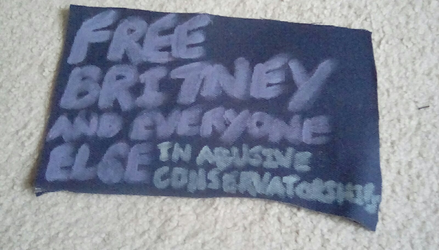 FREE
BRITNEY
AND EVERYONE
ELSE IN ABUSIVE
CONSERVATORSHIPS